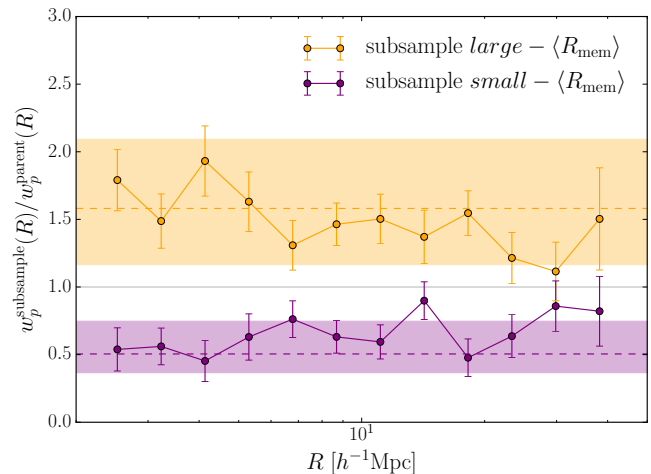 3.0
2.5
2.0
1.5
1.0
0.5
0.0
w_p^subsample(R)/w_p^parent(R)
subsample large − ⟨R_mem⟩
subsample small − ⟨R_mem⟩
10^1
R [h^−1Mpc]